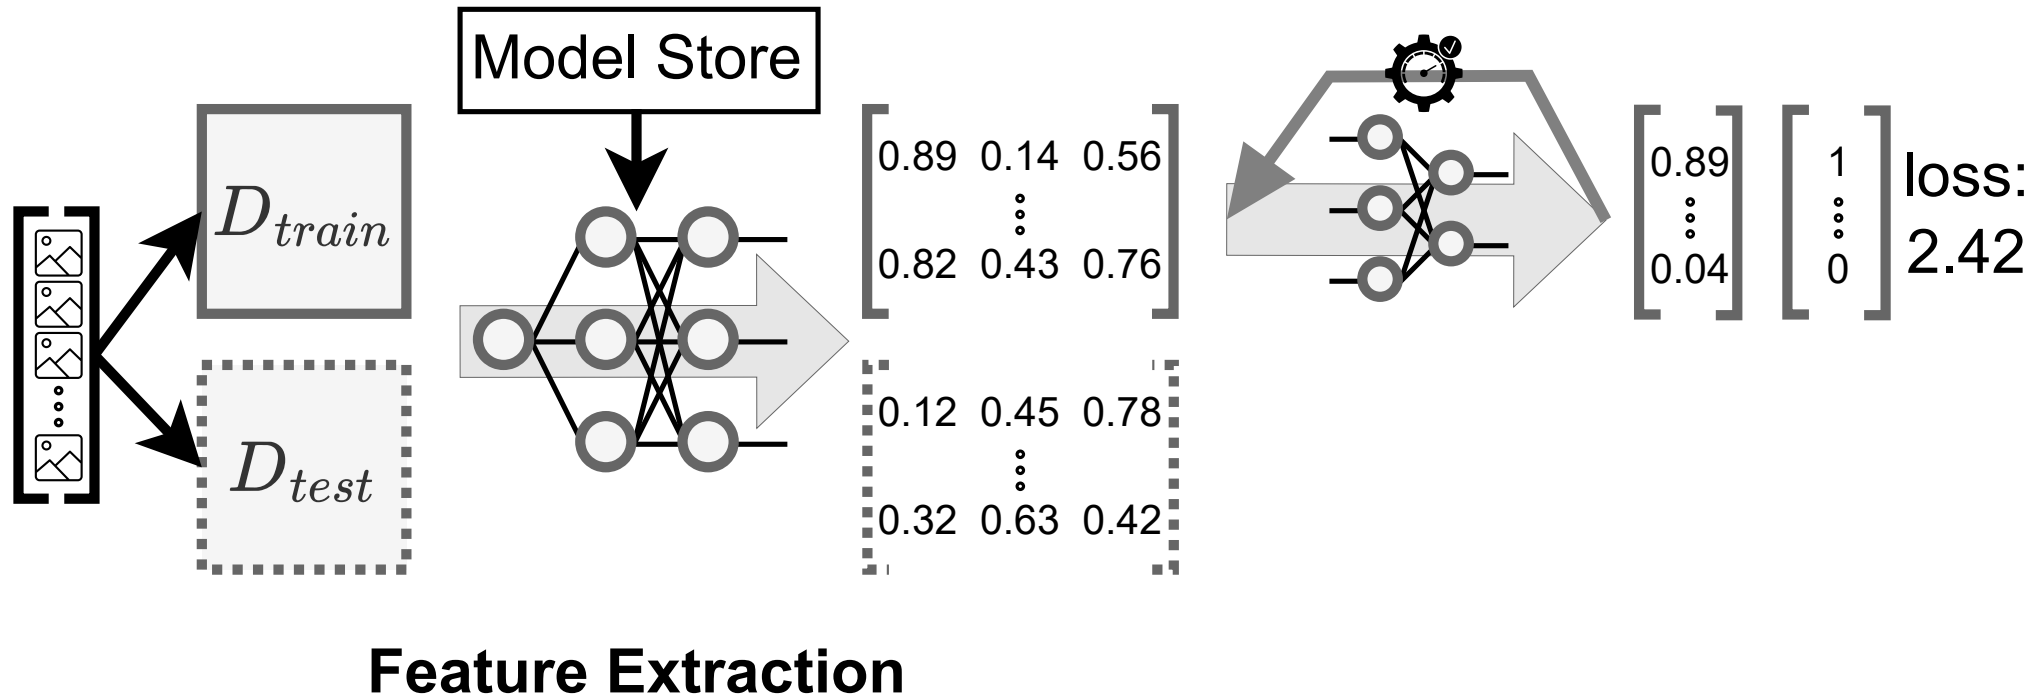 Model Store
D_train
D_test
0.89 0.14 0.56
0.82 0.43 0.76
0.12 0.45 0.78
0.32 0.63 0.42
0.89
0.04
1
0
loss:
2.42
Feature Extraction